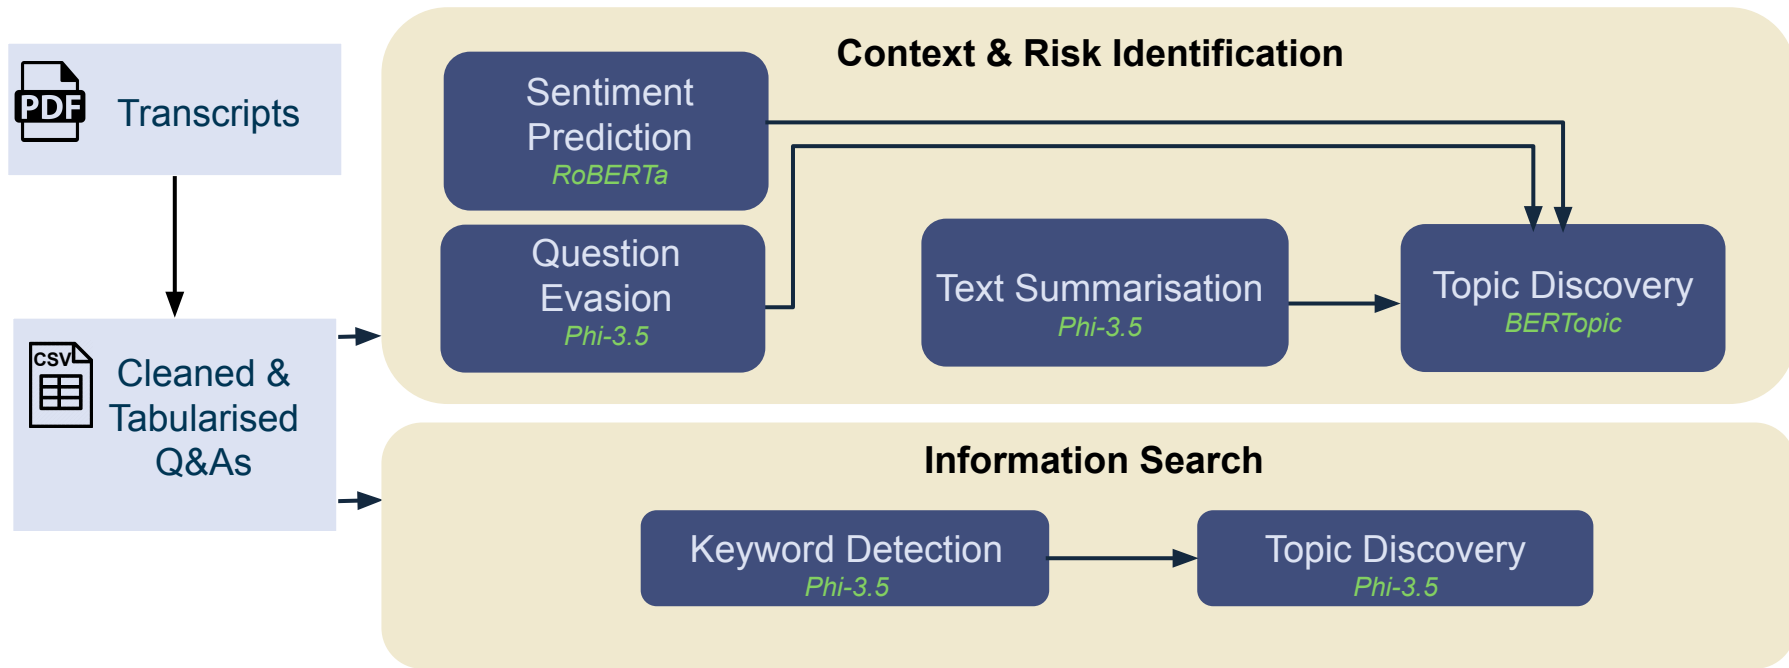 PDF
Transcripts
CSV
Cleaned &
Tabularised
Q&As
Context & Risk Identification
Sentiment
Prediction
RoBERTa
Question
Evasion
Phi-3.5
Text Summarisation
Phi-3.5
Topic Discovery
BERTopic
Information Search
Keyword Detection
Phi-3.5
Topic Discovery
Phi-3.5